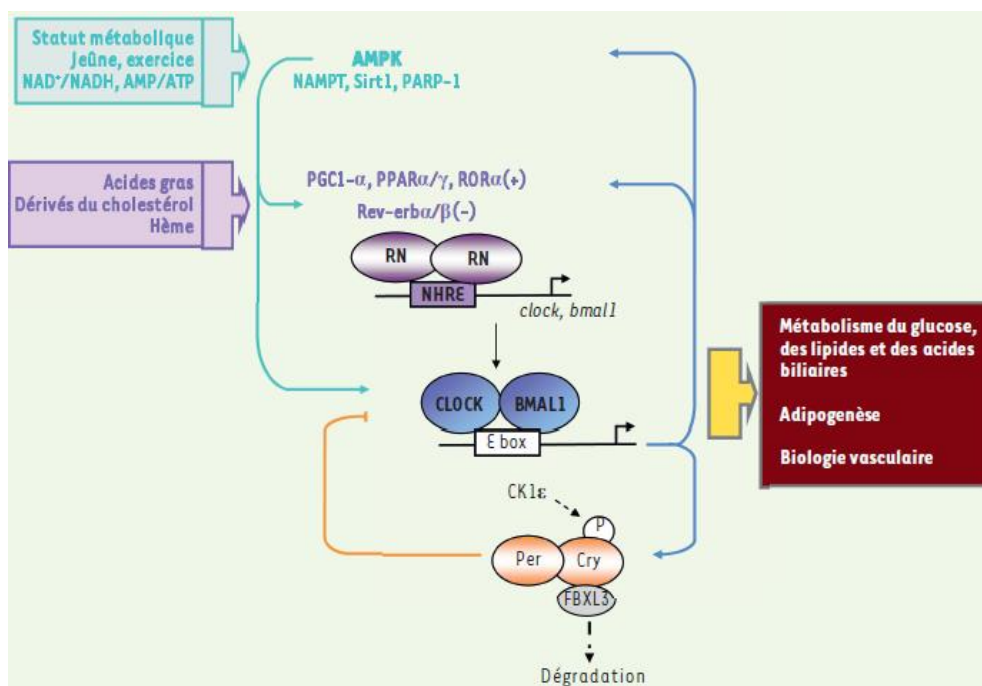 Statut métabolique
Jeûne, exercice
NAD+/NADH, AMP/ATP
AMPK
NAMPT, Sirt1, PARP-1
Acides gras
Dérivés du cholestérol
Hème
PGC1-α, PPARα/γ, RORα(+)
Rev-erbα/β(-)
RN
RN
NHRE
clock, bmal1
CLOCK
BMAL1
E box
Métabolisme du glucose,
des lipides et des acides
biliaires
Adipogenèse
Biologie vasculaire
CK1ε
P
Per
Cry
FBXL3
Dégradation